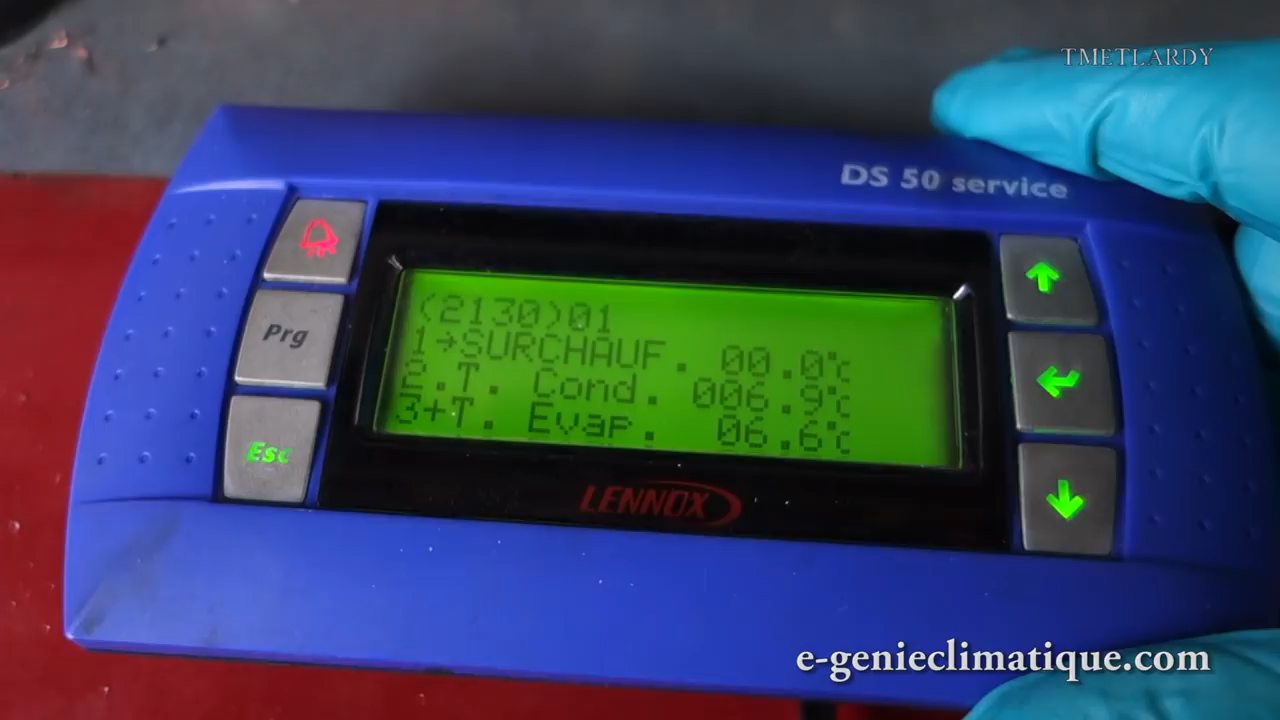 TMETLARDY
DS 50 service
Prg
Esc
(2130)01
1→SURCHAUF. 00.0°c
2.T. Cond. 006.9°c
3+T. Evap. 06.6°c
LENNOX
e-genieclimatique.com